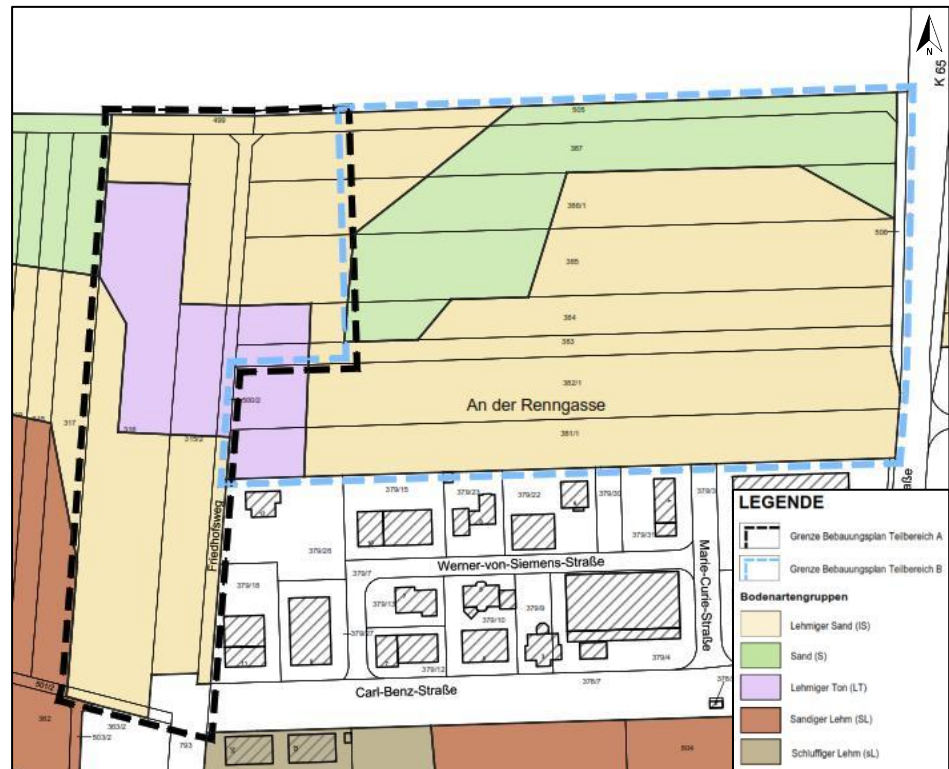 N
K 65
499
505
387
386/1
506
385
384
383
382/1
An der Renngasse
500/2
381/1
317
318
315/2
Friedhofsweg
379/15
379/21
379/22
379/30
379/3
379/31
379/28
379/7
Werner-von-Siemens-Straße
Marie-Curie-Straße
379/18
379/13
379/9
379/10
379/27
379/12
379/4
Carl-Benz-Straße
378/7
501/2
362
363/2
503/2
793
504
LEGENDE
Grenze Bebauungsplan Teilbereich A
Grenze Bebauungsplan Teilbereich B
Bodenartengruppen
Lehmiger Sand (lS)
Sand (S)
Lehmiger Ton (LT)
Sandiger Lehm (SL)
Schluffiger Lehm (sL)